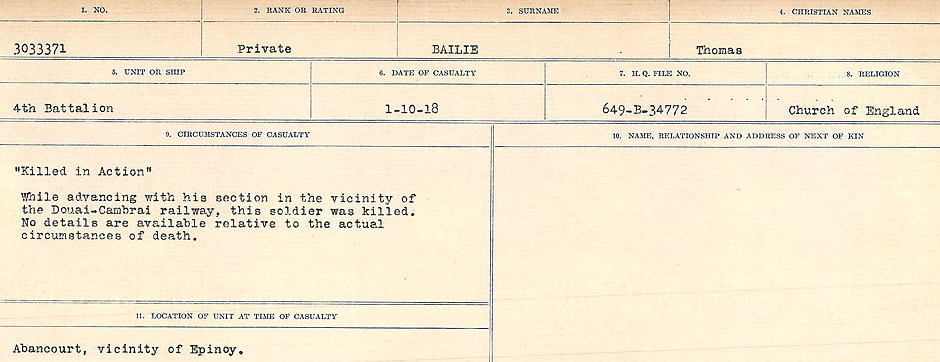 1. NO. 2. RANK OR RATING 3. SURNAME 4. CHRISTIAN NAMES
3033371 Private BAILIE Thomas
5. UNIT OR SHIP 6. DATE OF CASUALTY 7. H.Q. FILE NO. 8. RELIGION
4th Battalion 1-10-18 649-B-34772 Church of England
9. CIRCUMSTANCES OF CASUALTY 10. NAME, RELATIONSHIP AND ADDRESS OF NEXT OF KIN
"Killed in Action"
While advancing with his section in the vicinity of
the Douai-Cambrai railway, this soldier was killed.
No details are available relative to the actual
circumstances of death.
11. LOCATION OF UNIT AT TIME OF CASUALTY
Abancourt, vicinity of Epinoy.